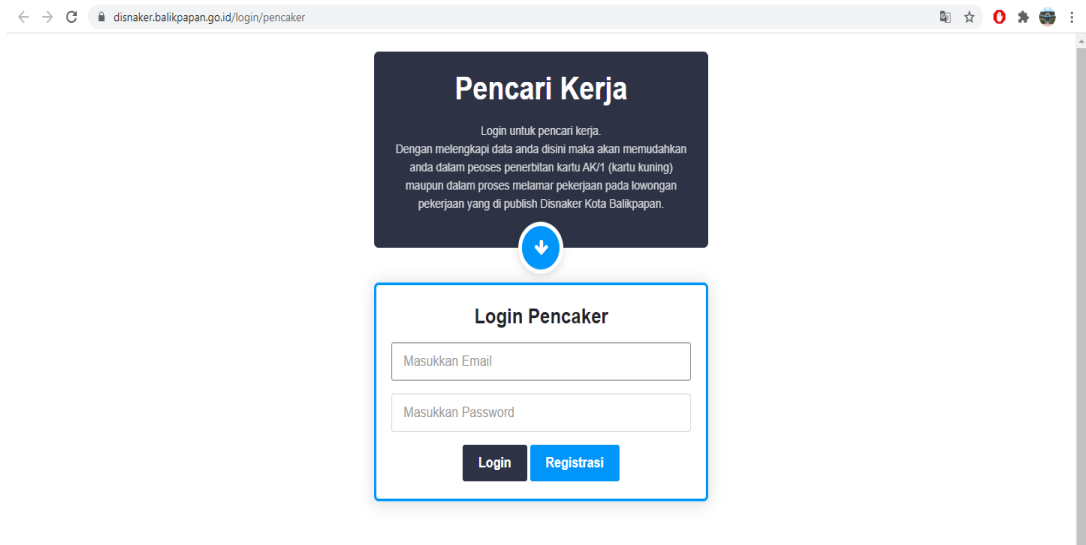 disnaker.balikpapan.go.id/login/pencaker
Pencari Kerja
Login untuk pencari kerja.
Dengan melengkapi data anda disini maka akan memudahkan
anda dalam peoses penerbitan kartu AK/1 (kartu kuning)
maupun dalam proses melamar pekerjaan pada lowongan
pekerjaan yang di publish Disnaker Kota Balikpapan.
Login Pencaker
Masukkan Email
Masukkan Password
Login Registrasi